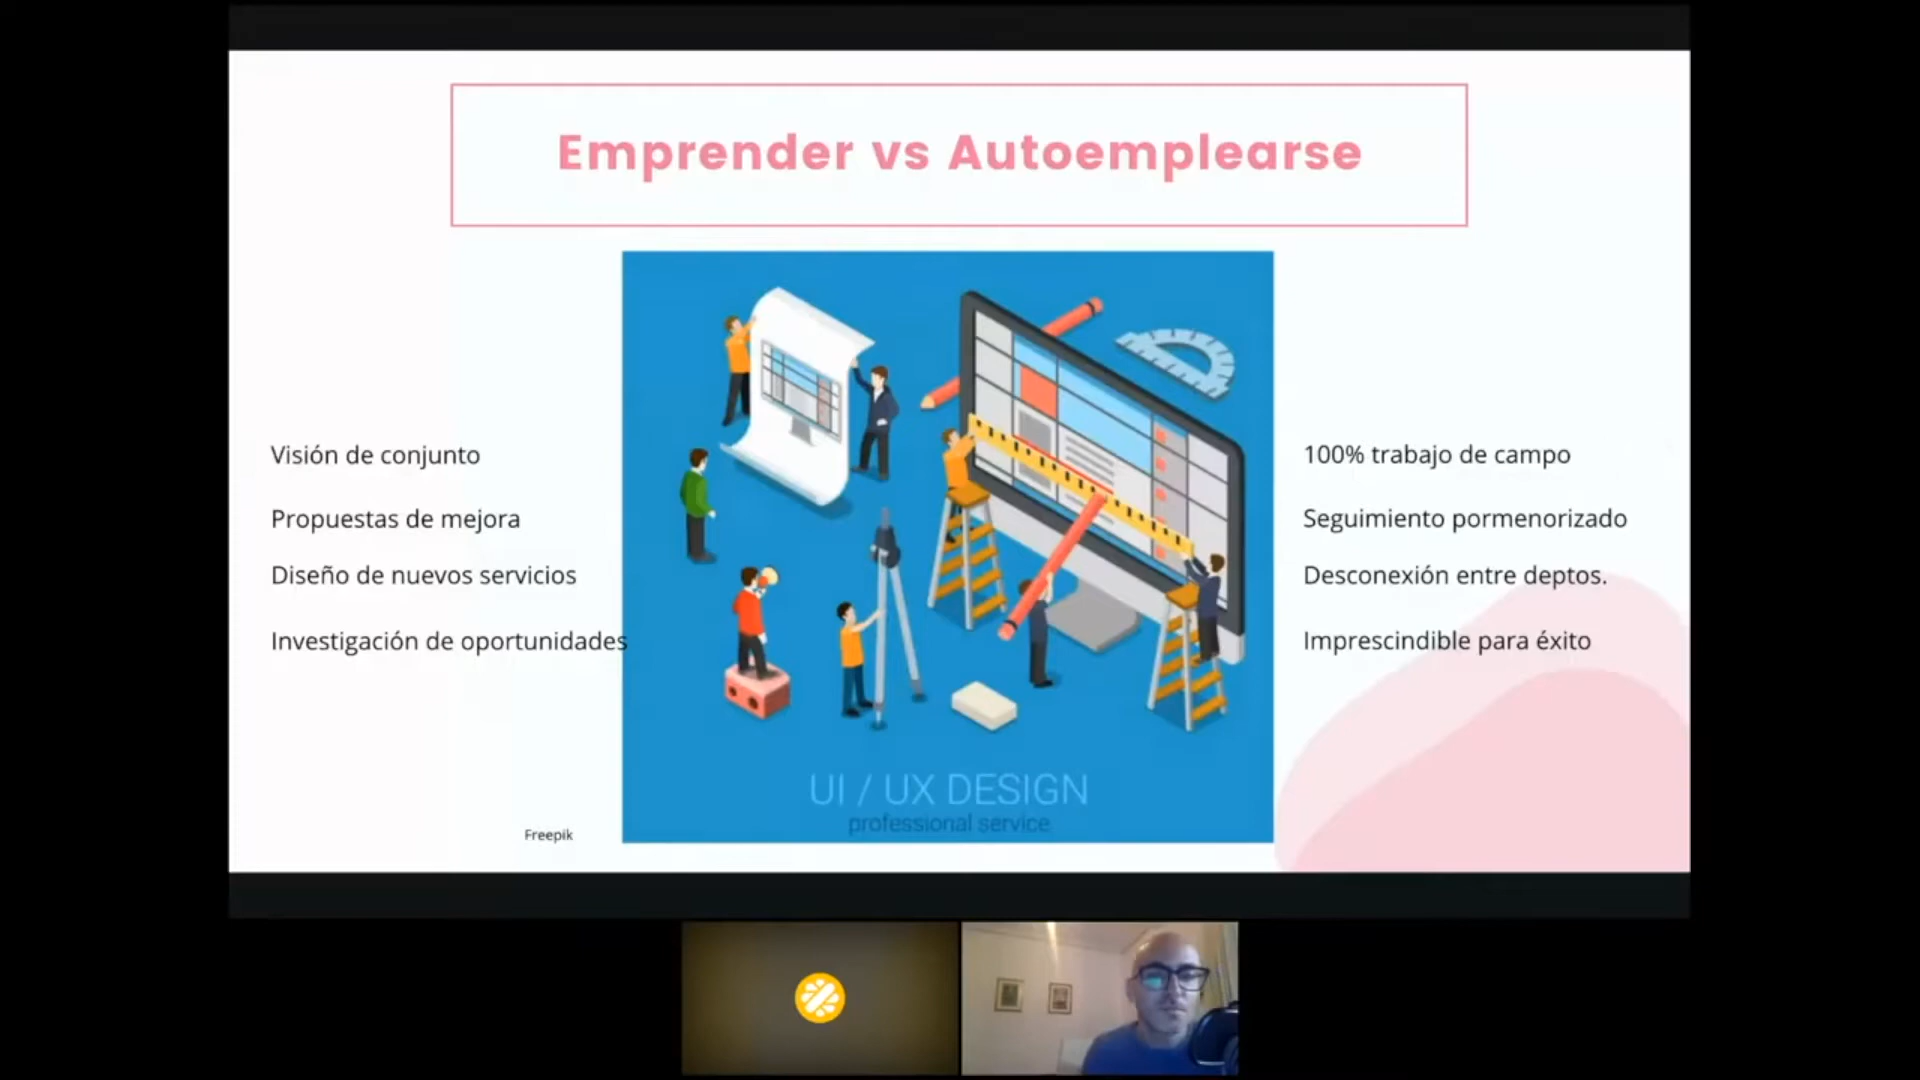 Emprender vs Autoemplearse
Visión de conjunto
Propuestas de mejora
Diseño de nuevos servicios
Investigación de oportunidades
100% trabajo de campo
Seguimiento pormenorizado
Desconexión entre deptos.
Imprescindible para éxito
UI / UX DESIGN
professional service
Freepik